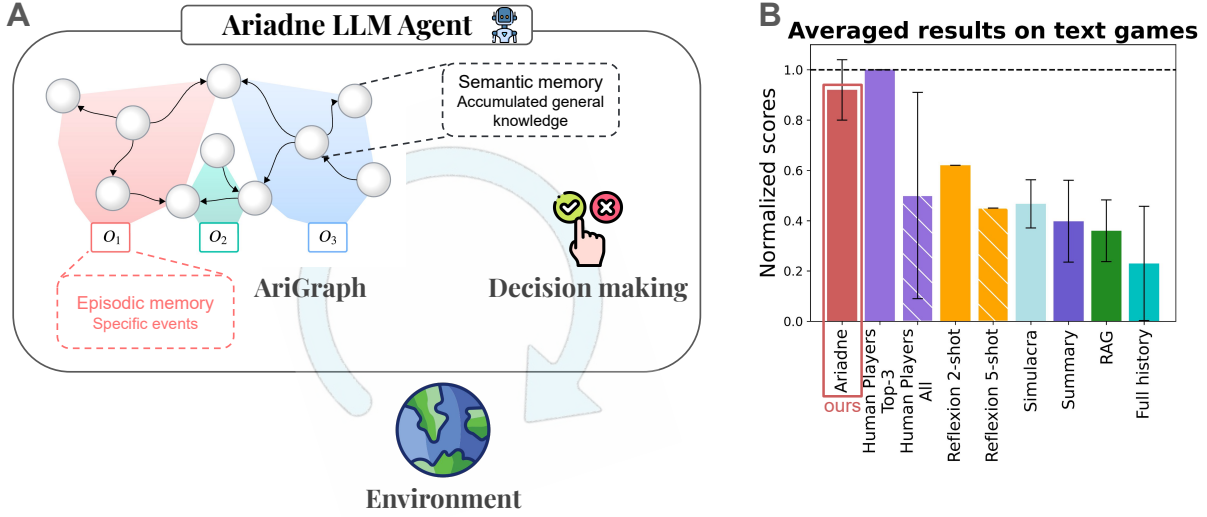 A
Ariadne LLM Agent
Semantic memory
Accumulated general
knowledge
O1
O2
O3
Episodic memory
Specific events
AriGraph
Decision making
Environment
B
Averaged results on text games
Normalized scores
1.0
0.8
0.6
0.4
0.2
0.0
Ariadne
ours
Human Players
Top-3
Human Players
All
Reflexion 2-shot
Reflexion 5-shot
Simulacra
Summary
RAG
Full history